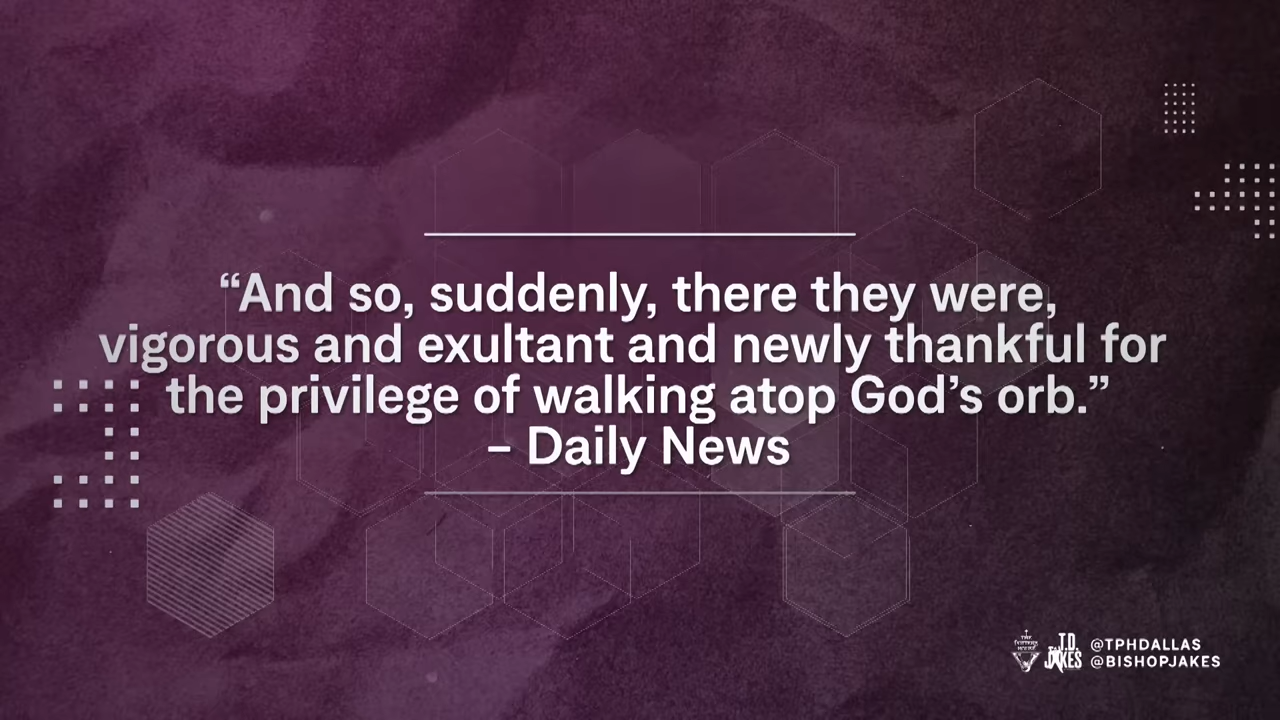 “And so, suddenly, there they were,
vigorous and exultant and newly thankful for
the privilege of walking atop God’s orb.”
– Daily News
T.D.
JAKES
@TPHDALLAS
@BISHOPJAKES